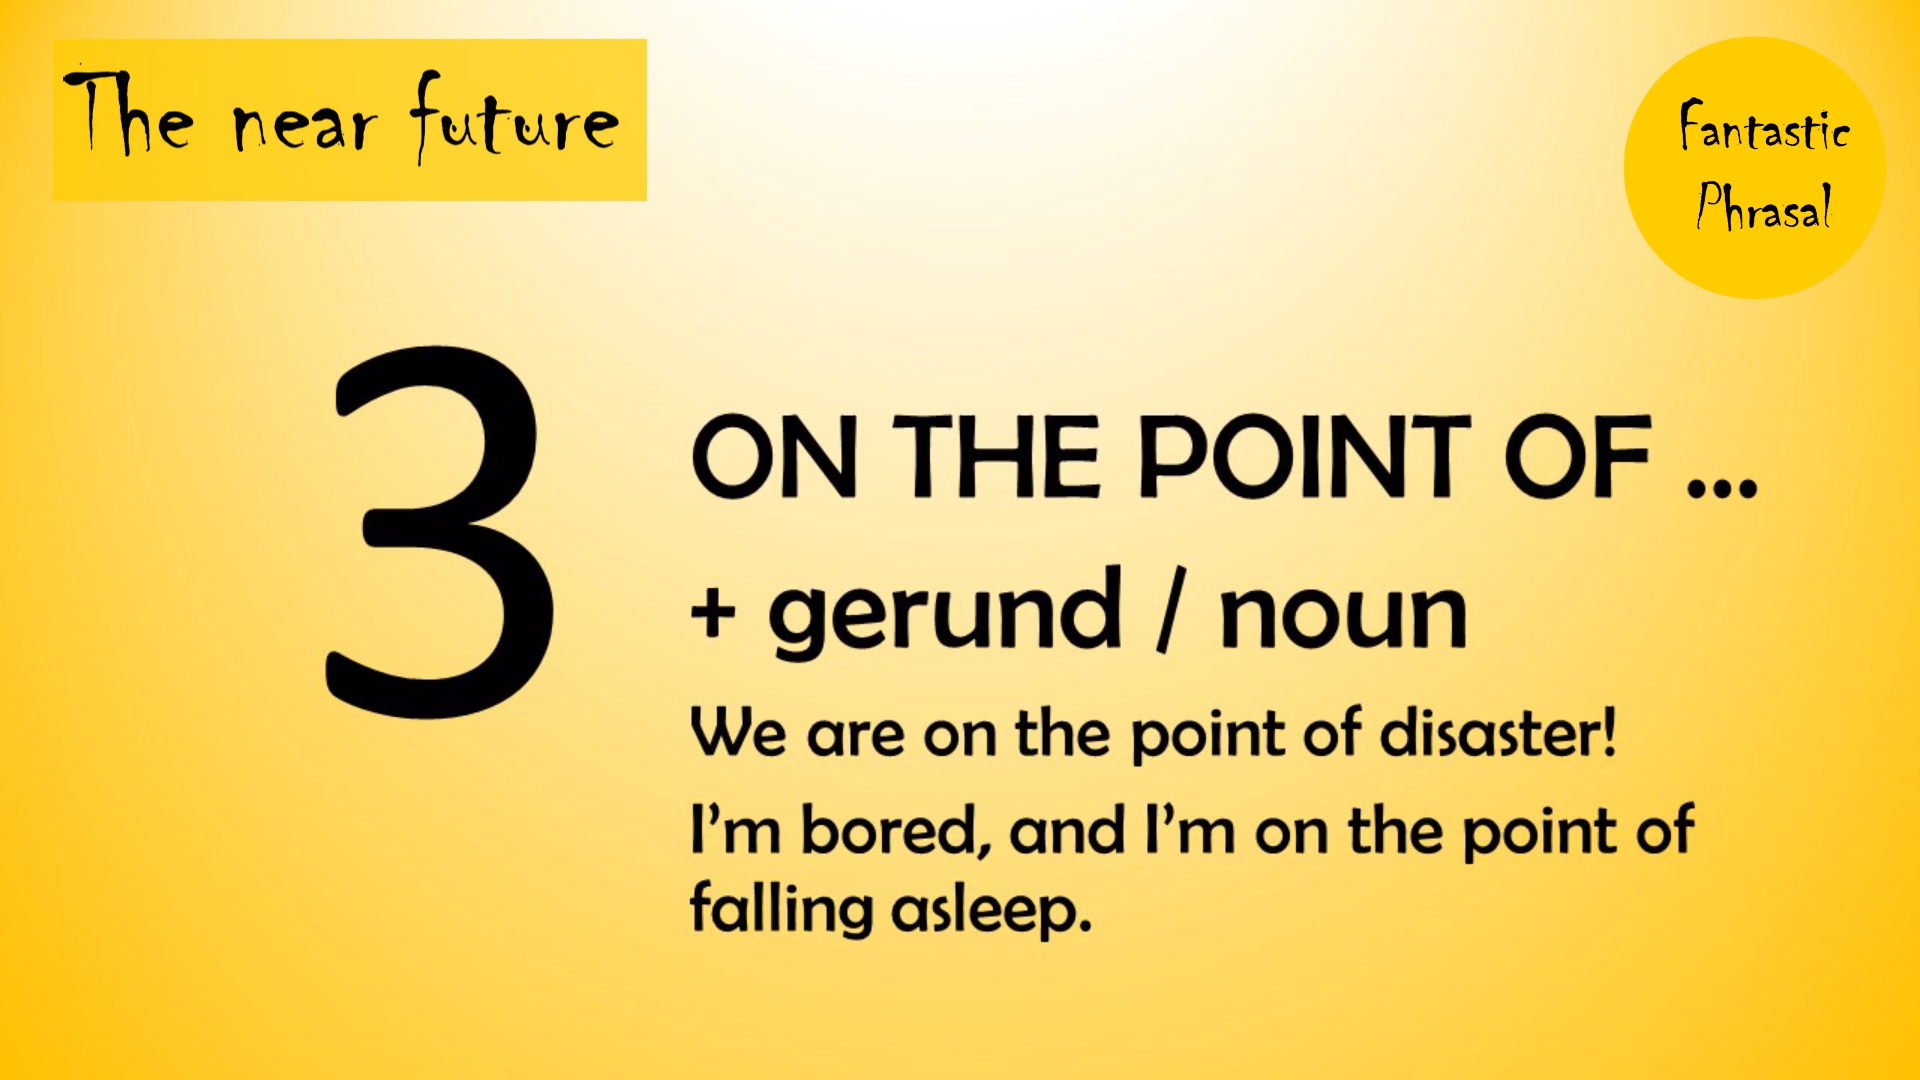 The near future
Fantastic
Phrasal
3
ON THE POINT OF ...
+ gerund / noun
We are on the point of disaster!
I’m bored, and I’m on the point of
falling asleep.